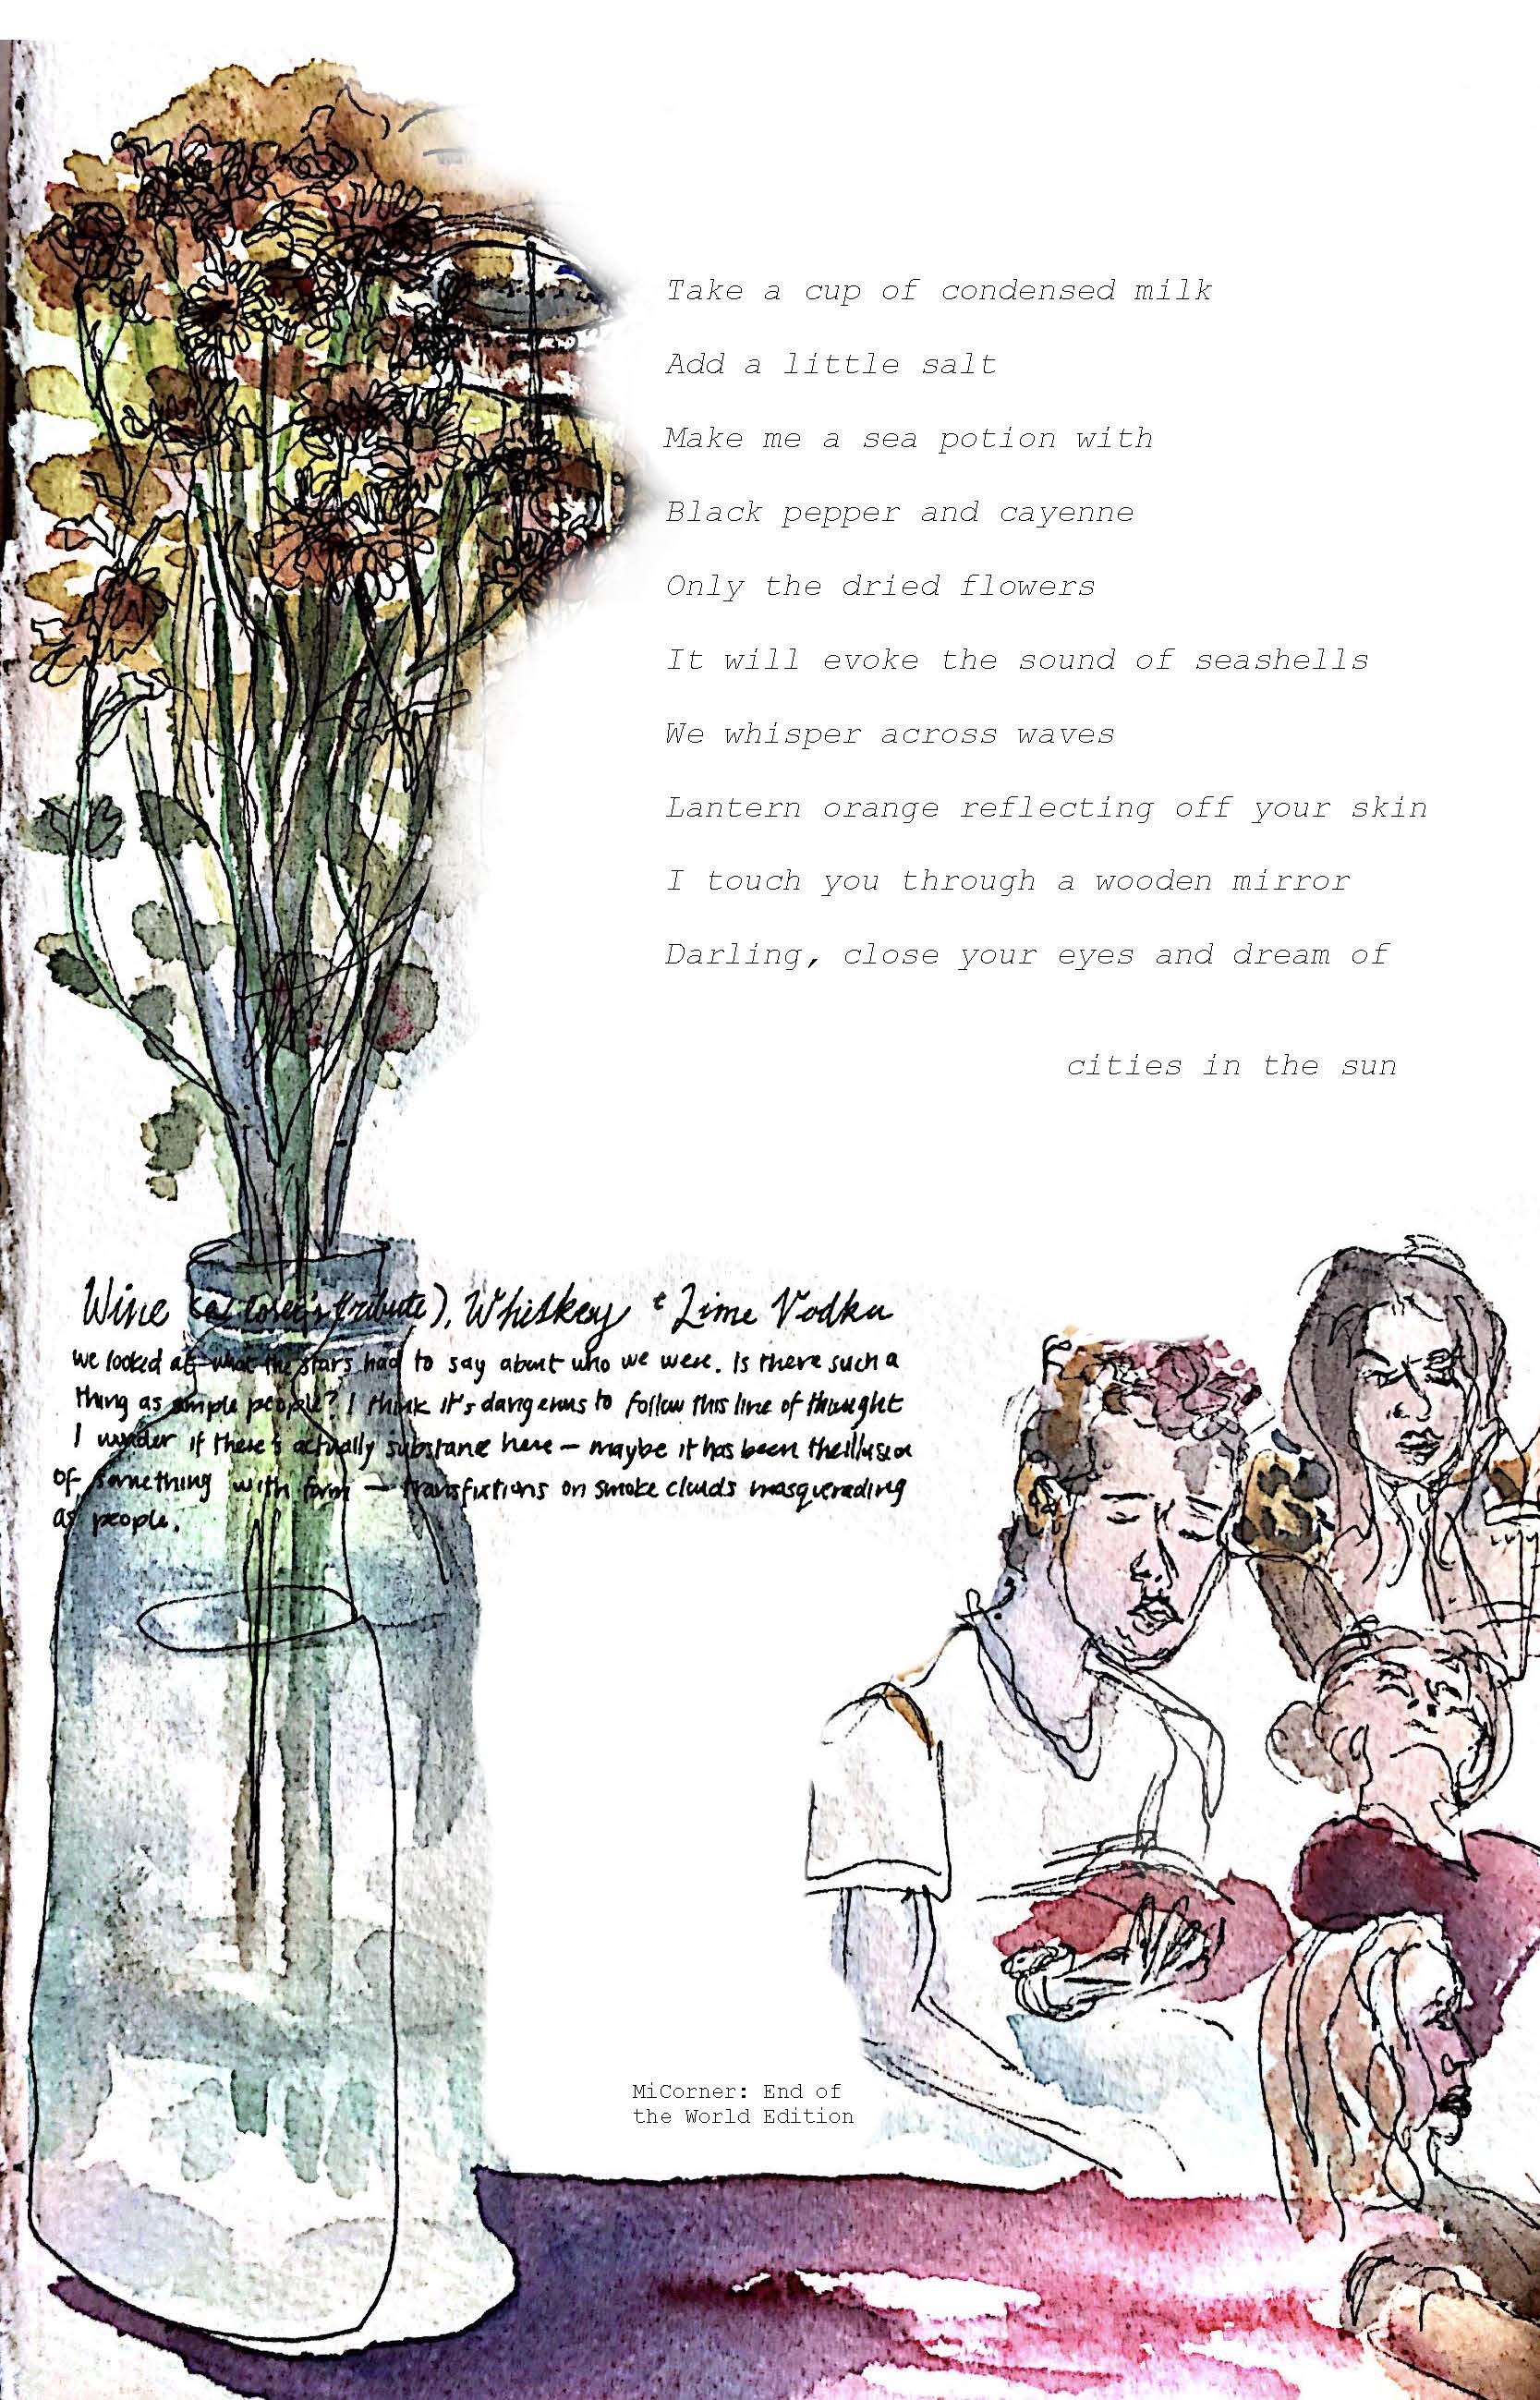 Take a cup of condensed milk
Add a little salt
Make me a sea potion with
Black pepper and cayenne
Only the dried flowers
It will evoke the sound of seashells
We whisper across waves
Lantern orange reflecting off your skin
I touch you through a wooden mirror
Darling, close your eyes and dream of
cities in the sun
Wine (a loser's tribute), Whiskey + Lime Vodka
we looked at what the stars had to say about who we were. Is there such a
thing as simple people? I think it's dangerous to follow this line of thought
I wonder if there's actually substance here — maybe it has been the illusion
of something with form — on smoke clouds masquerading
as people.
MiCorner: End of
the World Edition